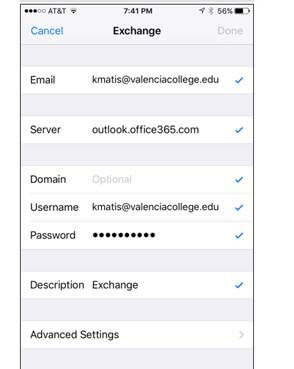 AT&T 7:41 PM 56%
Cancel Exchange Done
Email kmatis@valenciacollege.edu
Server outlook.office365.com
Domain Optional
Username kmatis@valenciacollege.edu
Password ••••••••••
Description Exchange
Advanced Settings